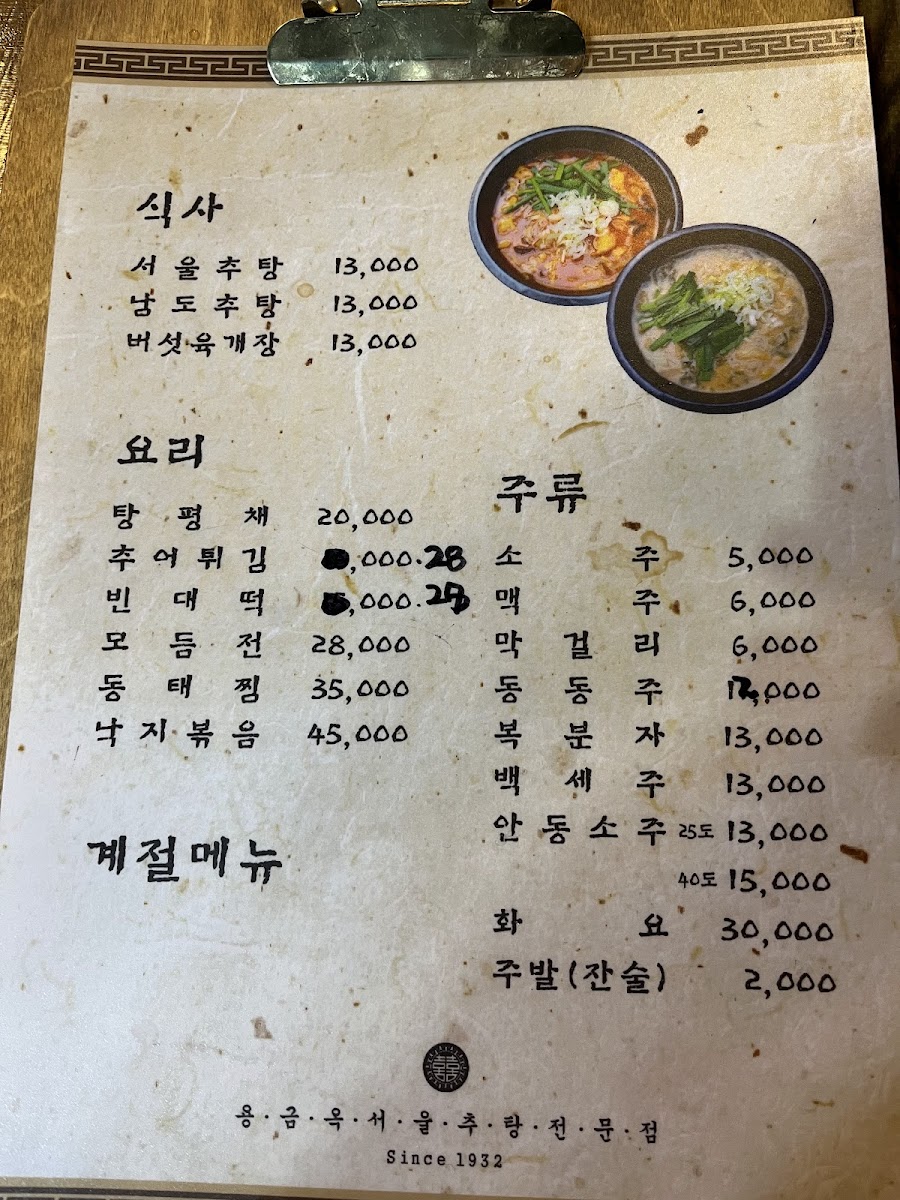 식사
서울추탕 13,000
남도추탕 13,000
버섯육개장 13,000
요리
탕평채 20,000
추어튀김 ,000.28
빈대떡 ,000.
모듬전 28,000
동태찜 35,000
낙지볶음 45,000
계절메뉴
주류
소주 5,000
맥주 6,000
막걸리 6,000
동동주 12,000
복분자 13,000
백세주 13,000
안동소주 25도 13,000
40도 15,000
화요 30,000
주발(잔술) 2,000
囍
용·금·옥·서·울·추·탕·전·문·점
Since 1932